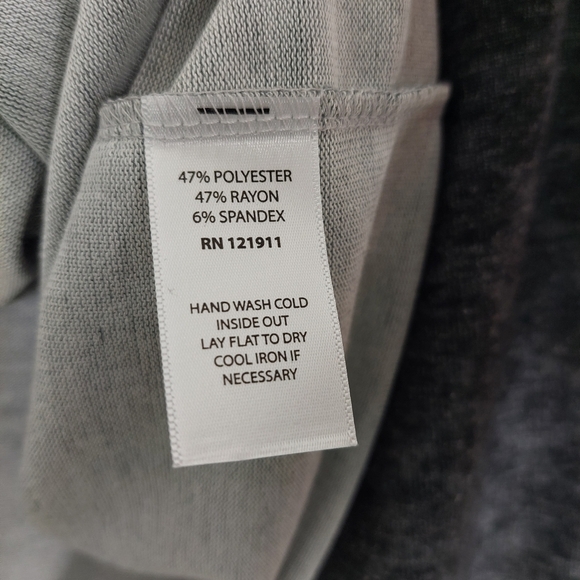 47% POLYESTER
47% RAYON
6% SPANDEX
RN 121911
HAND WASH COLD
INSIDE OUT
LAY FLAT TO DRY
COOL IRON IF
NECESSARY